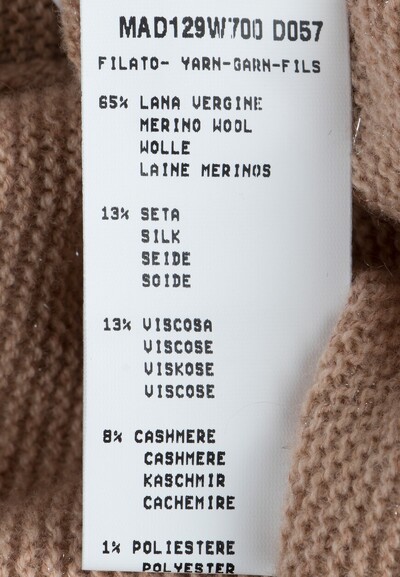 MAD129W700 D057
FILATO- YARN-GARN-FILS
65% LANA VERGINE
MERINO WOOL
WOLLE
LAINE MERINOS
13% SETA
SILK
SEIDE
SOIDE
13% VISCOSA
VISCOSE
VISKOSE
VISCOSE
8% CASHMERE
CASHMERE
KASCHMIR
CACHEMIRE
1% POLIESTERE
POLYESTER